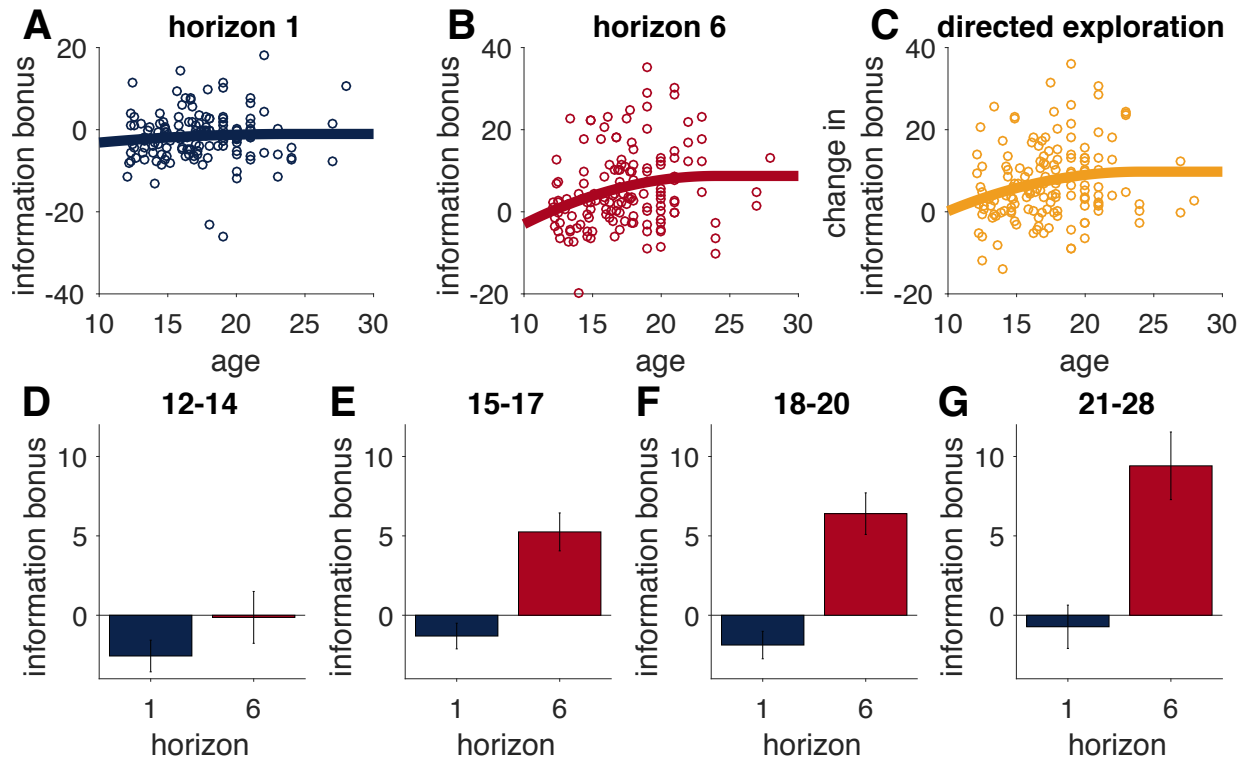 A horizon 1
information bonus
20
0
-20
-40
10 15 20 25 30
age
B horizon 6
information bonus
40
20
0
-20
10 15 20 25 30
age
C directed exploration
change in
information bonus
40
20
0
-20
10 15 20 25 30
age
D 12-14
information bonus
10
5
0
1 6
horizon
E 15-17
information bonus
10
5
0
1 6
horizon
F 18-20
information bonus
10
5
0
1 6
horizon
G 21-28
information bonus
10
5
0
1 6
horizon